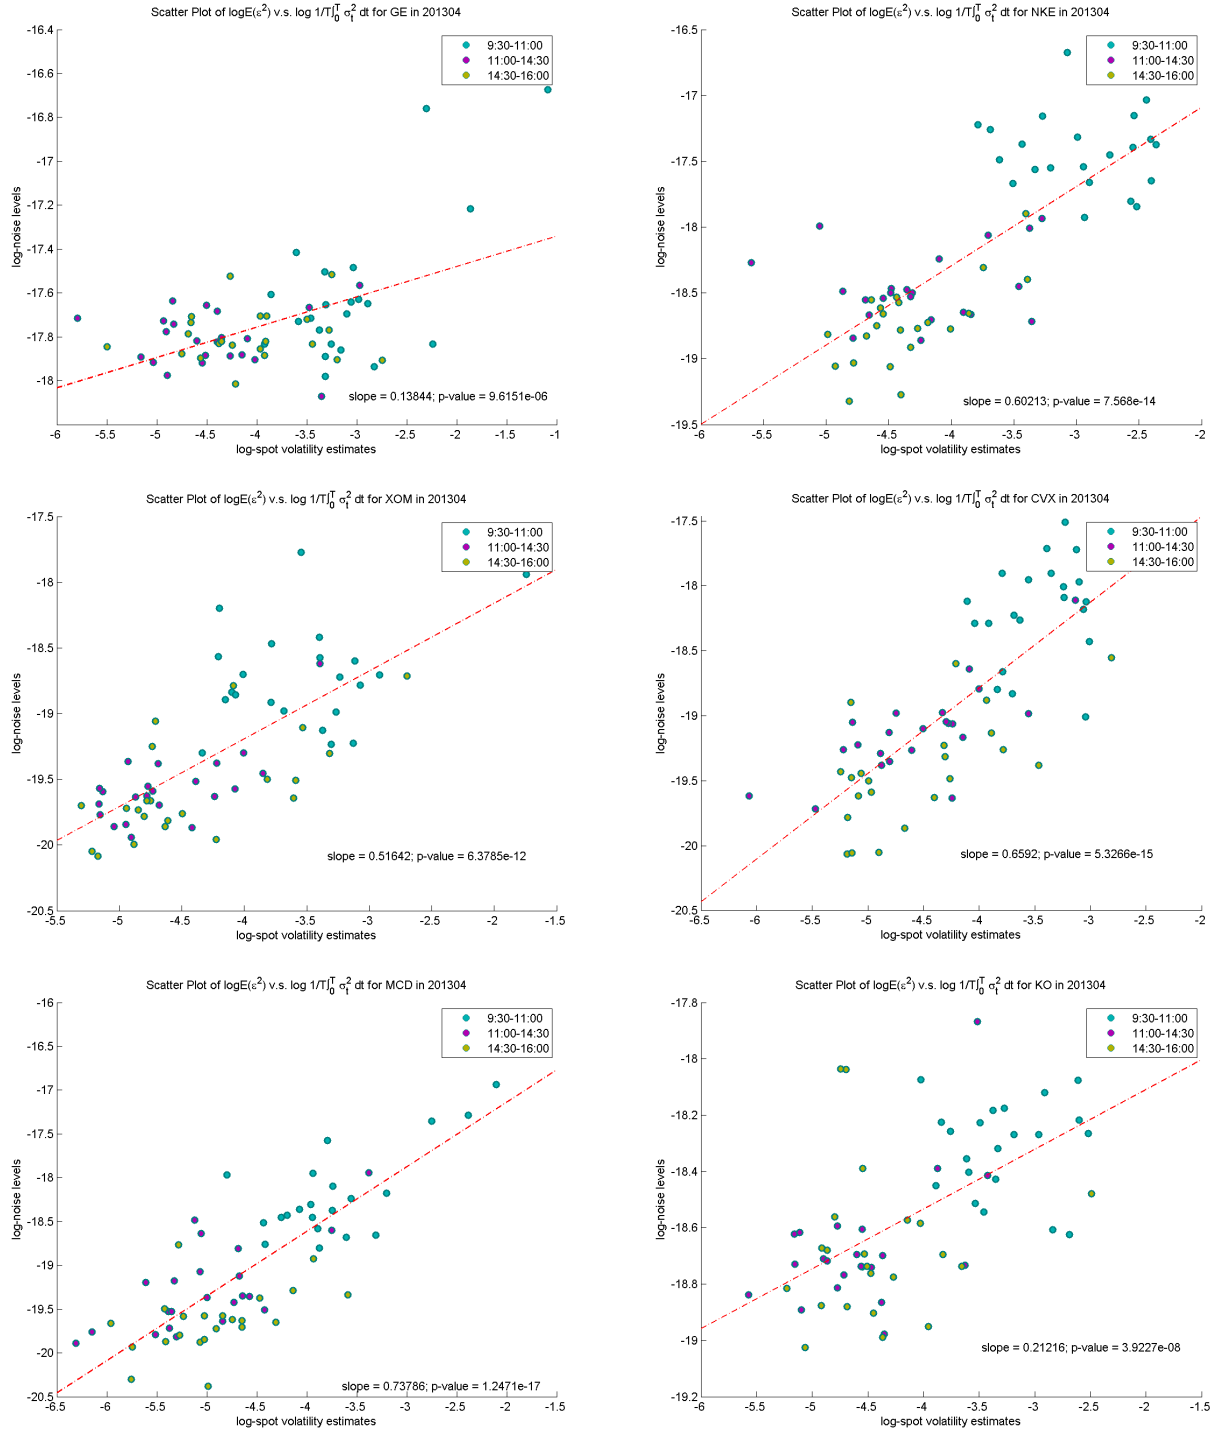 Scatter Plot of logE(ε²) v.s. log 1/T∫₀ᵀ σₜ² dt for GE in 201304
-16.4
-16.6
-16.8
-17
-17.2
-17.4
-17.6
-17.8
-18
log-noise levels
9:30-11:00
11:00-14:30
14:30-16:00
slope = 0.13844; p-value = 9.6151e-06
-6 -5.5 -5 -4.5 -4 -3.5 -3 -2.5 -2 -1.5 -1
log-spot volatility estimates
Scatter Plot of logE(ε²) v.s. log 1/T∫₀ᵀ σₜ² dt for NKE in 201304
-16.5
-17
-17.5
-18
-18.5
-19
-19.5
log-noise levels
9:30-11:00
11:00-14:30
14:30-16:00
slope = 0.60213; p-value = 7.568e-14
-6 -5.5 -5 -4.5 -4 -3.5 -3 -2.5 -2
log-spot volatility estimates
Scatter Plot of logE(ε²) v.s. log 1/T∫₀ᵀ σₜ² dt for XOM in 201304
-17.5
-18
-18.5
-19
-19.5
-20
-20.5
log-noise levels
9:30-11:00
11:00-14:30
14:30-16:00
slope = 0.51642; p-value = 6.3785e-12
-5.5 -5 -4.5 -4 -3.5 -3 -2.5 -2 -1.5
log-spot volatility estimates
Scatter Plot of logE(ε²) v.s. log 1/T∫₀ᵀ σₜ² dt for CVX in 201304
-17.5
-18
-18.5
-19
-19.5
-20
-20.5
log-noise levels
9:30-11:00
11:00-14:30
14:30-16:00
slope = 0.6592; p-value = 5.3266e-15
-6.5 -6 -5.5 -5 -4.5 -4 -3.5 -3 -2.5 -2
log-spot volatility estimates
Scatter Plot of logE(ε²) v.s. log 1/T∫₀ᵀ σₜ² dt for MCD in 201304
-16
-16.5
-17
-17.5
-18
-18.5
-19
-19.5
-20
-20.5
log-noise levels
9:30-11:00
11:00-14:30
14:30-16:00
slope = 0.73786; p-value = 1.2471e-17
-6.5 -6 -5.5 -5 -4.5 -4 -3.5 -3 -2.5 -2 -1.5
log-spot volatility estimates
Scatter Plot of logE(ε²) v.s. log 1/T∫₀ᵀ σₜ² dt for KO in 201304
-17.8
-18
-18.2
-18.4
-18.6
-18.8
-19
-19.2
log-noise levels
9:30-11:00
11:00-14:30
14:30-16:00
slope = 0.21216; p-value = 3.9227e-08
-6 -5.5 -5 -4.5 -4 -3.5 -3 -2.5 -2 -1.5
log-spot volatility estimates